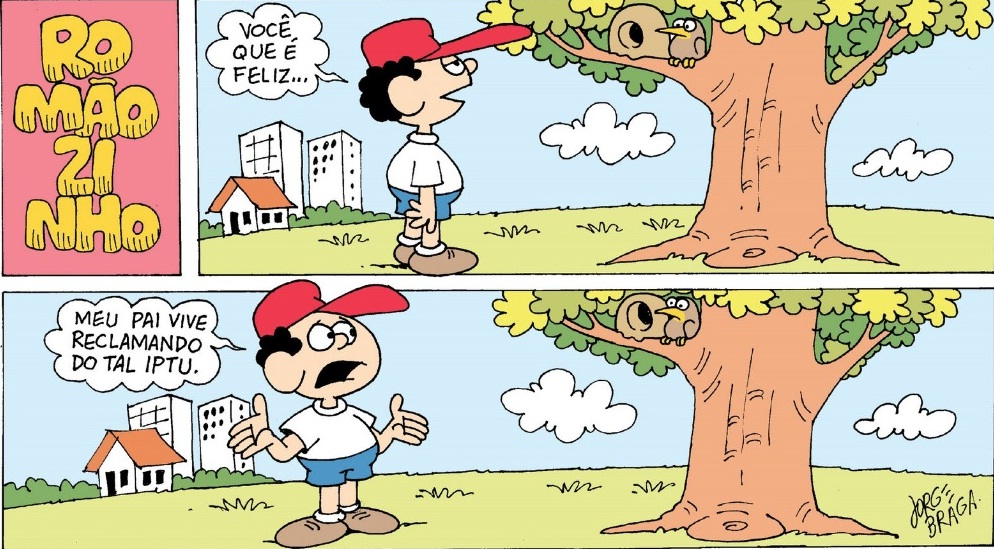 RO
MÃO
ZI
NHO
VOCÊ,
QUE É
FELIZ...
MEU PAI VIVE
RECLAMANDO
DO TAL IPTU.
JORGE
BRAGA.